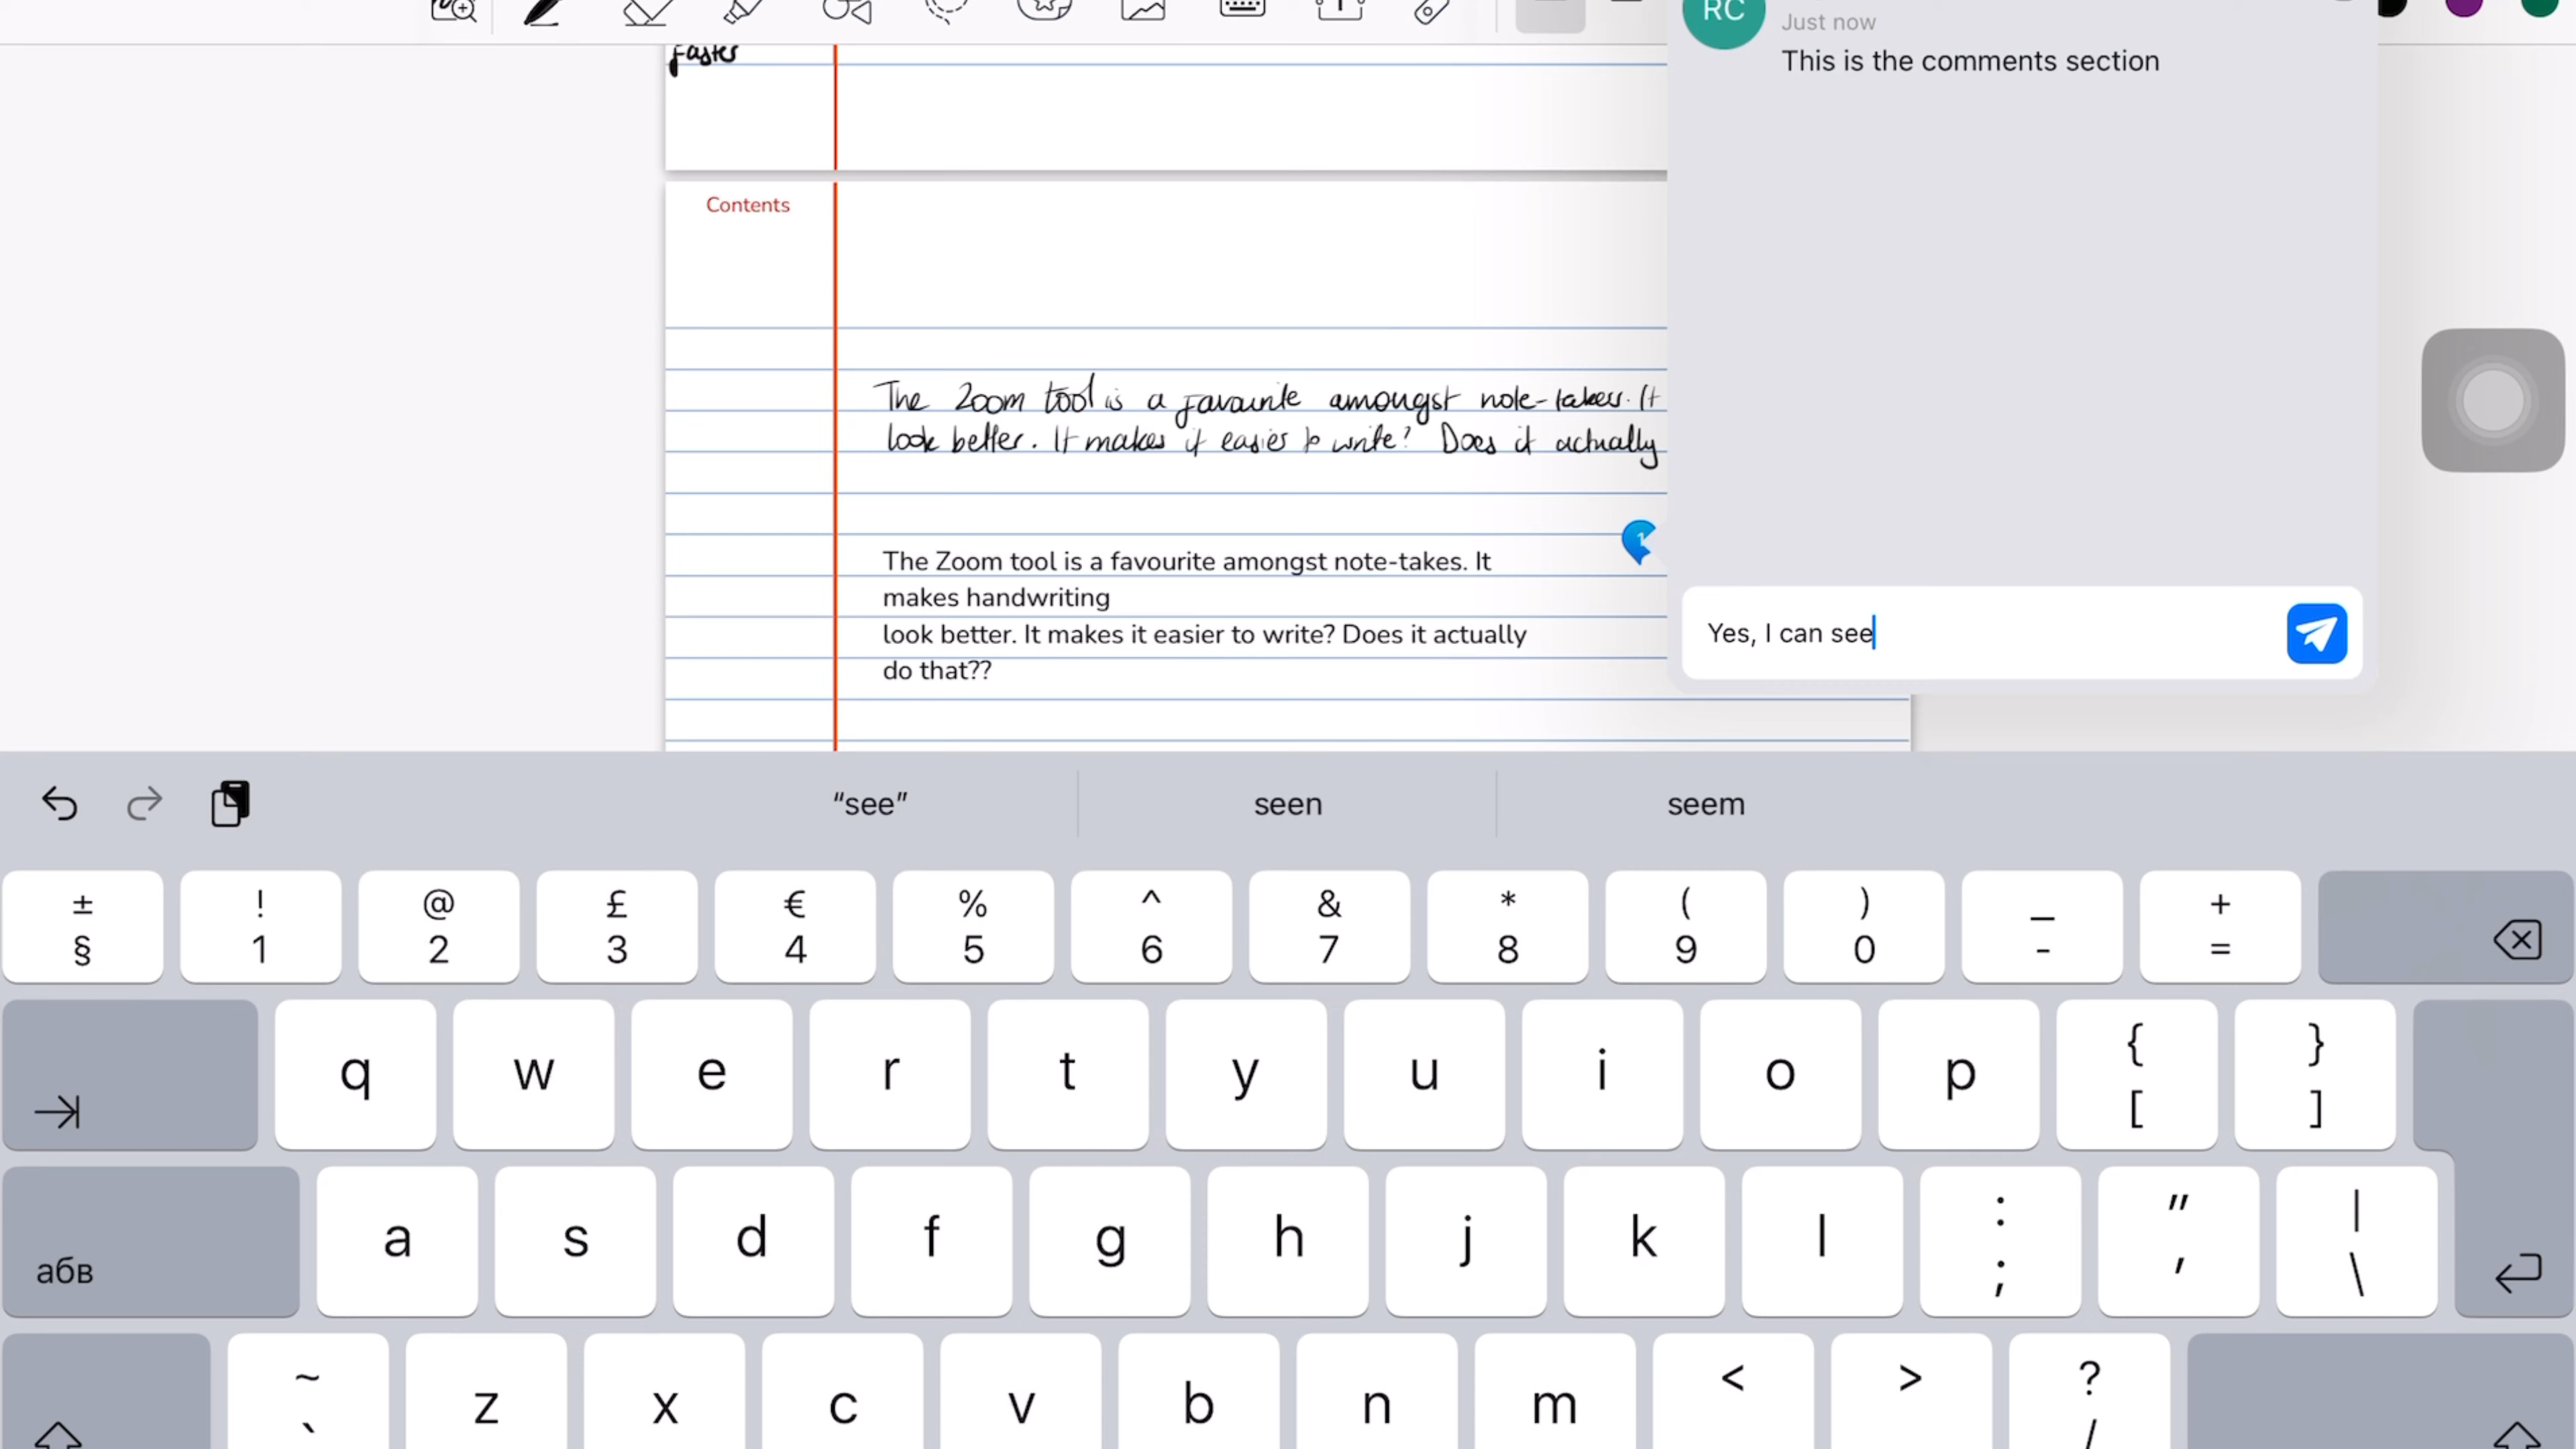 RC
Just now
This is the comments section
Faster
Contents
The Zoom tool is a favourite amongst note-takes. It
look better. It makes it easier to write? Does it actually
1
The Zoom tool is a favourite amongst note-takes. It
makes handwriting
look better. It makes it easier to write? Does it actually
do that??
Yes, I can see
“see” seen seem
± ! @ £ € % ^ & * ( ) _ +
§ 1 2 3 4 5 6 7 8 9 0 - =
q w e r t y u i o p { }
[ ]
a s d f g h j k l : " |
абв ; ' \
~ z x c v b n m < > ?
` /